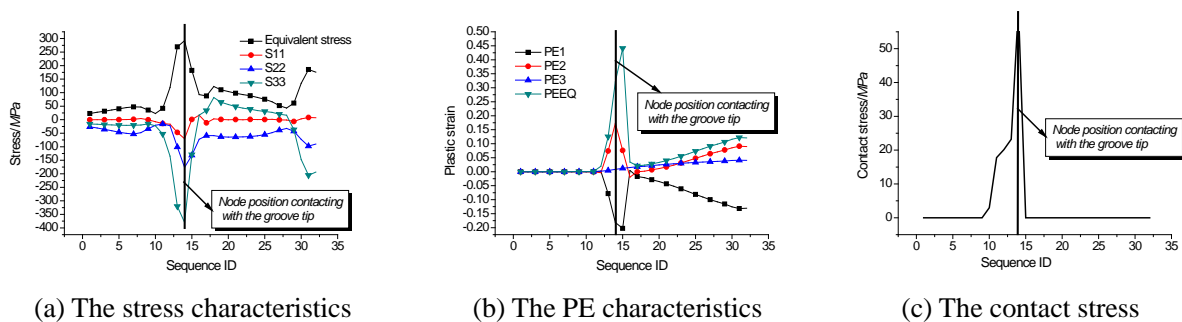 300
250
200
150
100
50
0
-50
-100
-150
-200
-250
-300
-350
-400
Stress/MPa
Equivalent stress
S11
S22
S33
Node position contacting
with the groove tip
0 5 10 15 20 25 30 35
Sequence ID
(a) The stress characteristics
0.50
0.45
0.40
0.35
0.30
0.25
0.20
0.15
0.10
0.05
0.00
-0.05
-0.10
-0.15
-0.20
Plastic strain
PE1
PE2
PE3
PEEQ
Node position contacting
with the groove tip
0 5 10 15 20 25 30 35
Sequence ID
(b) The PE characteristics
50
40
30
20
10
0
Contact stress/MPa
Node position contacting
with the groove tip
0 5 10 15 20 25 30 35
Sequence ID
(c) The contact stress